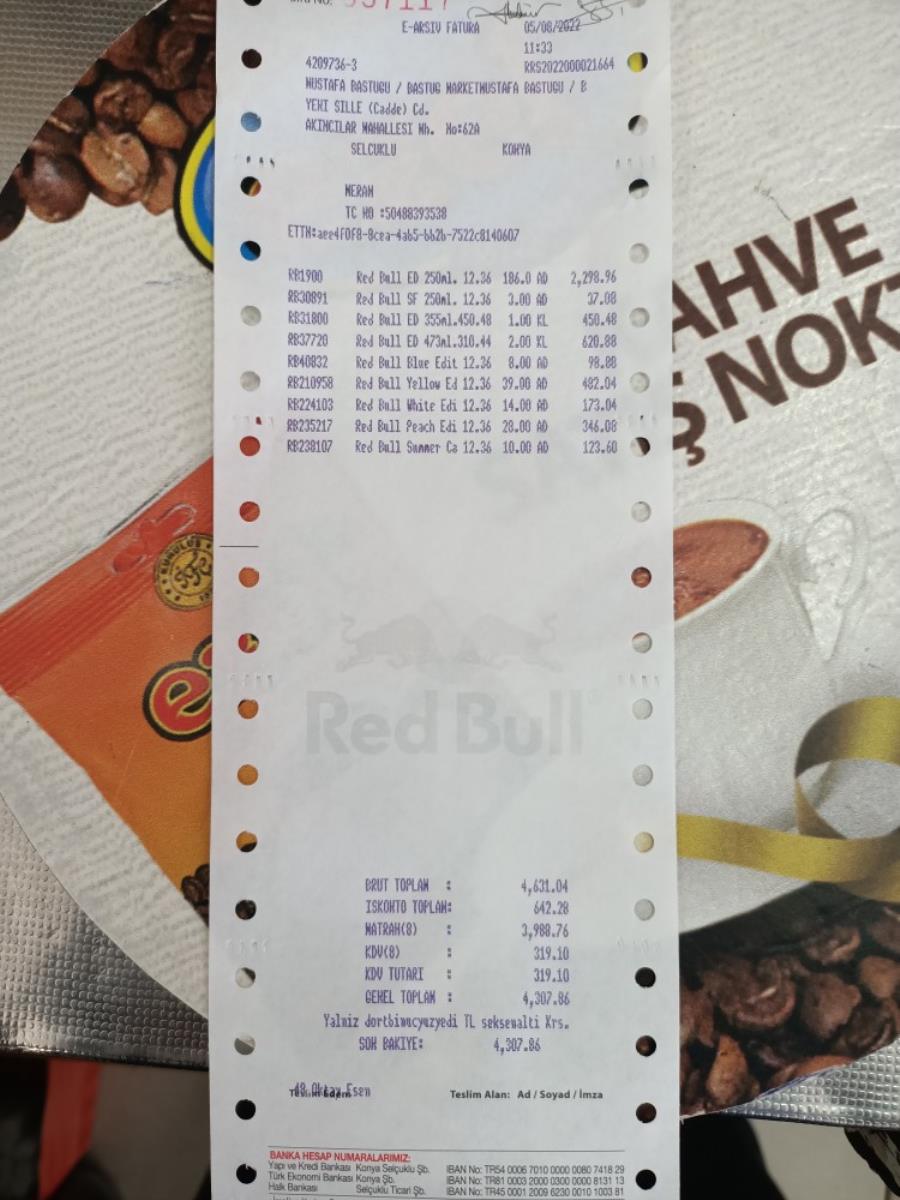 E-ARSIV FATURA 05/08/2022
11:33
4209736-3 RRS2022000021664
MUSTAFA BASTUGU / BASTUG MARKETMUSTAFA BASTUGU / B
YENI SILLE (Cadde) Cd.
AKINCILAR MAHALLESI Mh. No:62A
SELCUKLU KONYA
MERAM
TC NO :50488393538
ETTN:aee4f0f8-8cea-4ab5-bb2b-7522c8140607
RB1900 Red Bull ED 250ml. 12.36 186.0 AD 2,298.96
RB30891 Red Bull SF 250ml. 12.36 3.00 AD 37.08
RB31800 Red Bull ED 355ml.450.48 1.00 KL 450.48
RB37720 Red Bull ED 473ml.310.44 2.00 KL 620.88
RB40832 Red Bull Blue Edit 12.36 8.00 AD 98.88
RB210958 Red Bull Yellow Ed 12.36 39.00 AD 482.04
RB224103 Red Bull White Edi 12.36 14.00 AD 173.04
RB235217 Red Bull Peach Edi 12.36 28.00 AD 346.08
RB238107 Red Bull Summer Ca 12.36 10.00 AD 123.60
Red Bull
BRUT TOPLAM : 4,631.04
ISKONTO TOPLAM: 642.28
MATRAH(8) : 3,988.76
KDV(8) : 319.10
KDV TUTARI : 319.10
GENEL TOPLAM : 4,307.86
Yalniz dortbinucyuzyedi TL seksenalti Krs.
SON BAKIYE: 4,307.86
Oktay Esen
Teslim Eden Teslim Alan: Ad / Soyad / İmza
BANKA HESAP NUMARALARIMIZ:
Yapı ve Kredi Bankası Konya Selçuklu Şb. IBAN No: TR54 0006 7010 0000 0080 7418 29
Türk Ekonomi Bankası Konya Şb. IBAN No: TR81 0003 2000 0300 0000 8131 13
Halk Bankası Selçuklu Ticari Şb. IBAN No: TR45 0001 2009 6230 0010 1003 81
AHVE
Ş NOKT